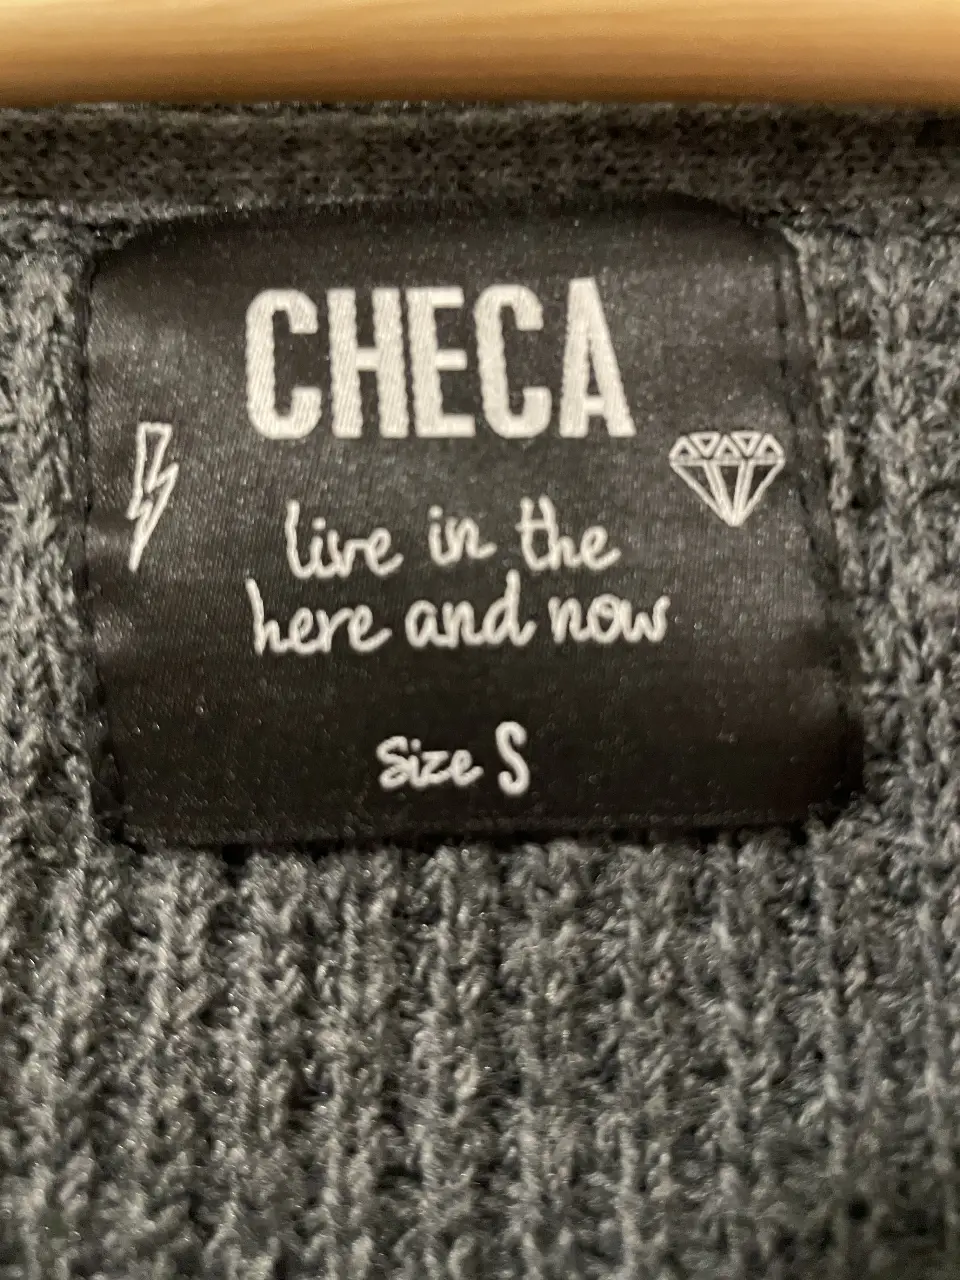 CHECA
live in the
here and now
Size S